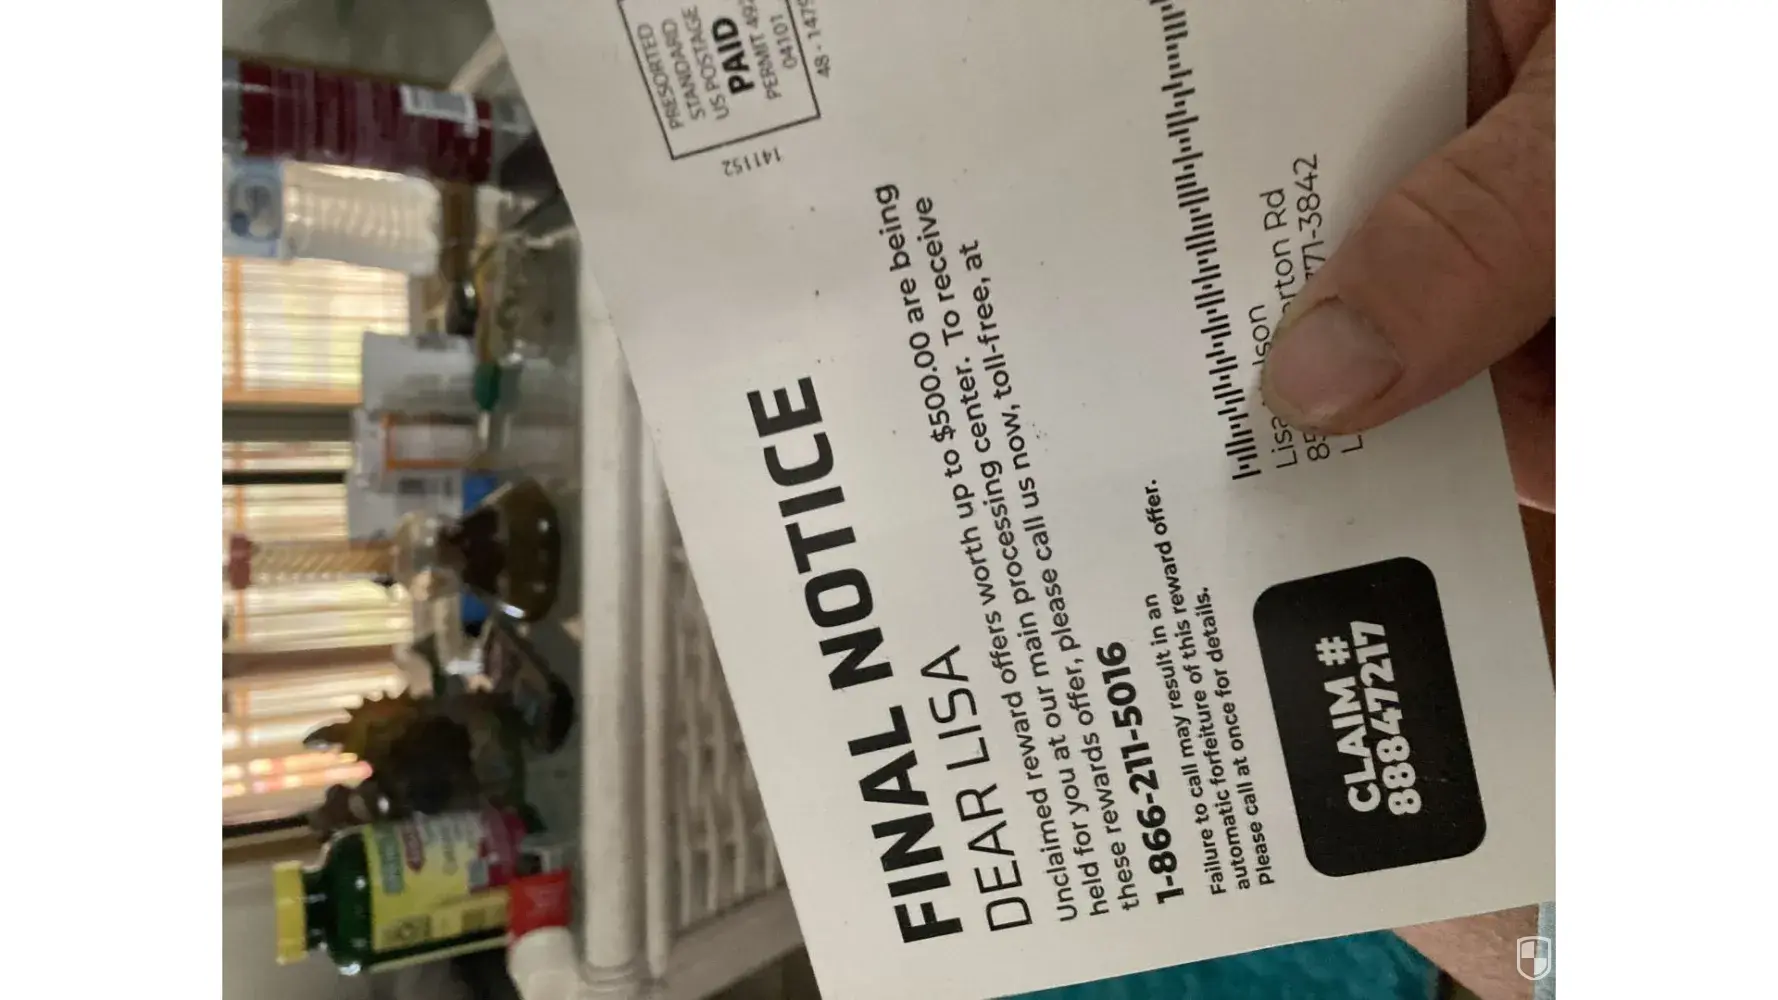 PRESORTED
STANDARD
US POSTAGE
PAID
PERMIT
04101
141152
FINAL NOTICE
DEAR LISA
Unclaimed reward offers worth up to $500.00 are being
held for you at our main processing center. To receive
these rewards offer, please call us now, toll-free, at
1-866-211-5016
Failure to call may result in an
automatic forfeiture of this reward offer.
Please call at once for details.
CLAIM #
88847217
Rd